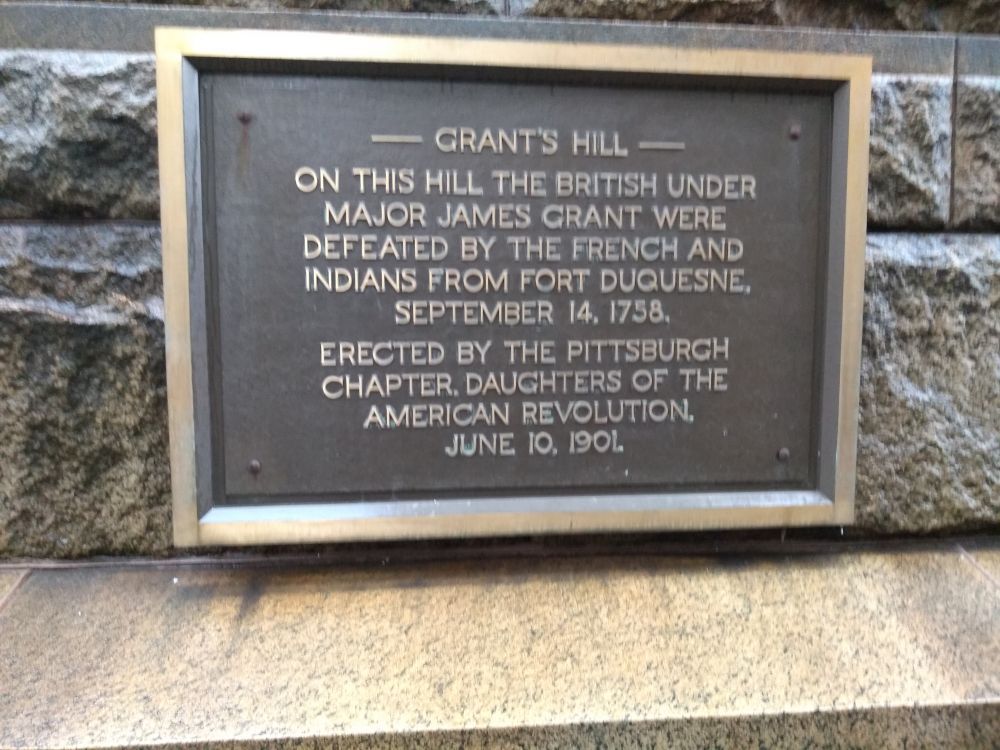 — GRANT'S HILL —
ON THIS HILL THE BRITISH UNDER
MAJOR JAMES GRANT WERE
DEFEATED BY THE FRENCH AND
INDIANS FROM FORT DUQUESNE,
SEPTEMBER 14, 1758.
ERECTED BY THE PITTSBURGH
CHAPTER, DAUGHTERS OF THE
AMERICAN REVOLUTION,
JUNE 10, 1901.